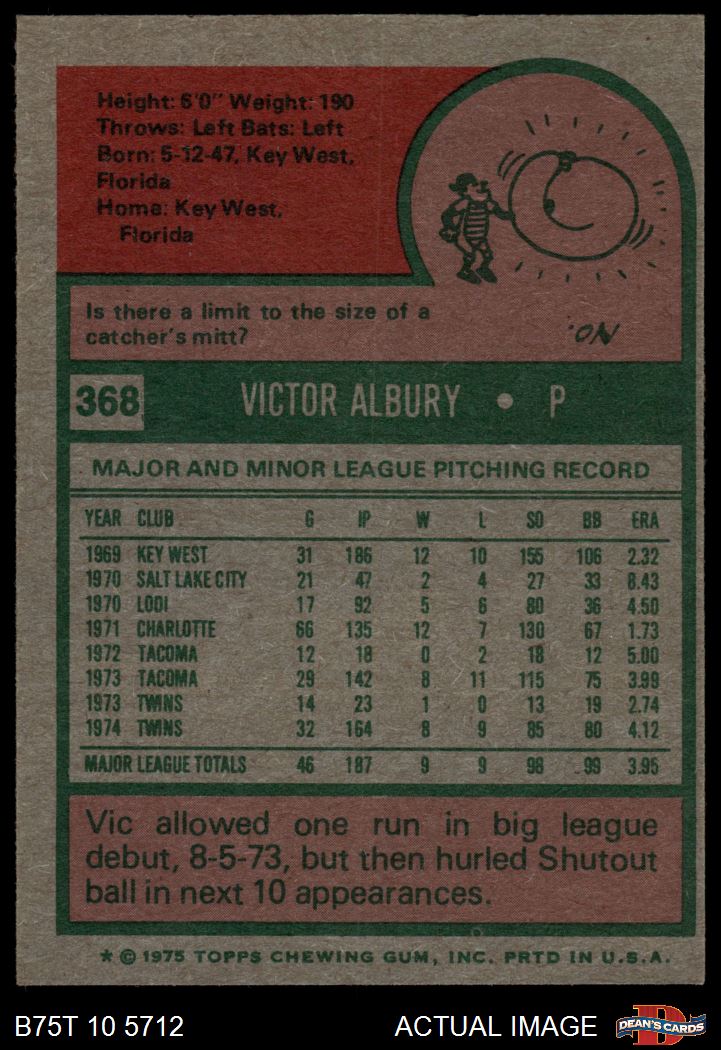 Height: 6'0" Weight: 190
Throws: Left Bats: Left
Born: 5-12-47, Key West,
Florida
Home: Key West,
Florida
Is there a limit to the size of a
catcher's mitt?
NO.
368 VICTOR ALBURY • P
MAJOR AND MINOR LEAGUE PITCHING RECORD
YEAR CLUB G IP W L SO BB ERA
1969 KEY WEST 31 186 12 10 155 106 2.32
1970 SALT LAKE CITY 21 47 2 4 27 33 8.43
1970 LODI 17 92 5 6 80 36 4.50
1971 CHARLOTTE 66 135 12 7 130 67 1.73
1972 TACOMA 12 18 0 2 18 12 5.00
1973 TACOMA 29 142 8 11 115 75 3.99
1973 TWINS 14 23 1 0 13 19 2.74
1974 TWINS 32 164 8 9 85 80 4.12
MAJOR LEAGUE TOTALS 46 187 9 9 98 99 3.95
Vic allowed one run in big league
debut, 8-5-73, but then hurled Shutout
ball in next 10 appearances.
* © 1975 TOPPS CHEWING GUM, INC. PRTD IN U.S.A.
B75T 10 5712 ACTUAL IMAGE D DEAN'S CARDS